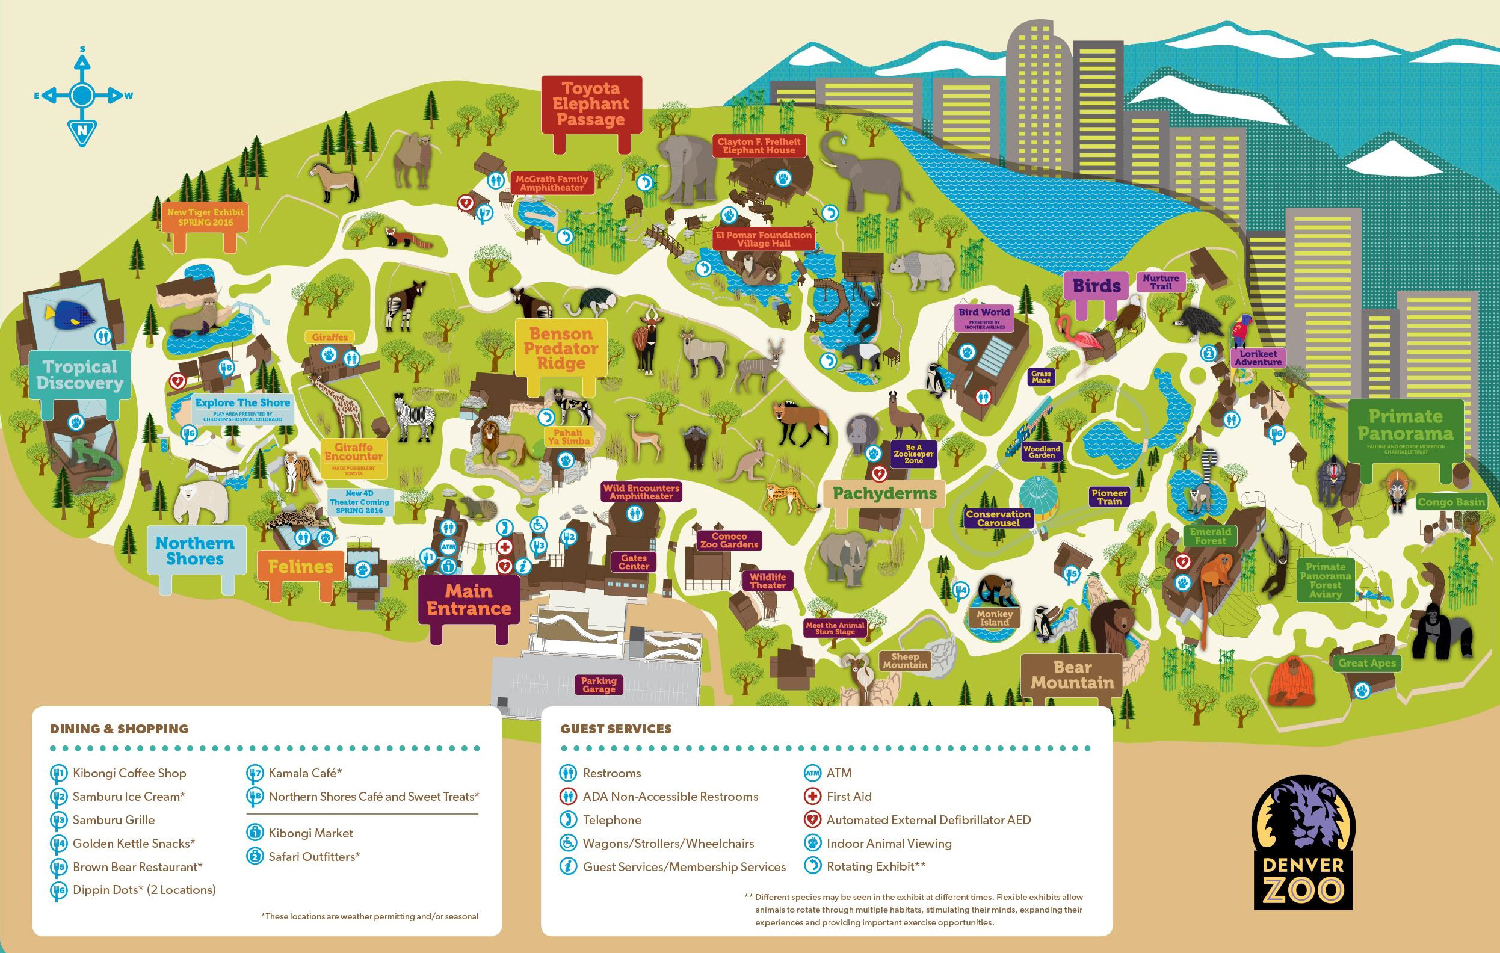 S
E
W
N
Toyota
Elephant
Passage
Clayton F. Freiheit
Elephant House
McGrath Family
Amphitheater
New Tiger Exhibit
SPRING 2016
El Pomar Foundation
Village Hall
Birds
Nurture
Trail
Bird World
Giraffes
Benson
Predator
Ridge
Lorikeet
Adventure
Tropical
Discovery
Grass
Maze
Explore The Shore
Primate
Panorama
Pahali
Ya Simba
Giraffe
Encounter
Be A
Zookeeper
Zone
Woodland
Garden
New 4D
Theater Coming
SPRING 2016
Wild Encounters
Amphitheater
Pachyderms
Pioneer
Train
Congo Basin
Conservation
Carousel
Northern
Shores
Felines
ATM
Conoco
Zoo Gardens
Emerald
Forest
Gates
Center
Wildlife
Theater
Primate
Panorama
Forest
Aviary
Main
Entrance
Monkey
Island
Meet the Animal
Stars Stage
Sheep
Mountain
Bear
Mountain
Great Apes
Parking
Garage
DINING & SHOPPING
1 Kibongi Coffee Shop
2 Samburu Ice Cream*
3 Samburu Grille
4 Golden Kettle Snacks*
5 Brown Bear Restaurant*
6 Dippin Dots* (2 Locations)
7 Kamala Café*
8 Northern Shores Café and Sweet Treats*
1 Kibongi Market
2 Safari Outfitters*
*These locations are weather permitting and/or seasonal
GUEST SERVICES
Restrooms
ADA Non-Accessible Restrooms
Telephone
Wagons/Strollers/Wheelchairs
Guest Services/Membership Services
ATM ATM
First Aid
Automated External Defibrillator AED
Indoor Animal Viewing
Rotating Exhibit**
** Different species may be seen in the exhibit at different times. Flexible exhibits allow
animals to rotate through multiple habitats, stimulating their minds, expanding their
experiences and providing important exercise opportunities.
DENVER
ZOO